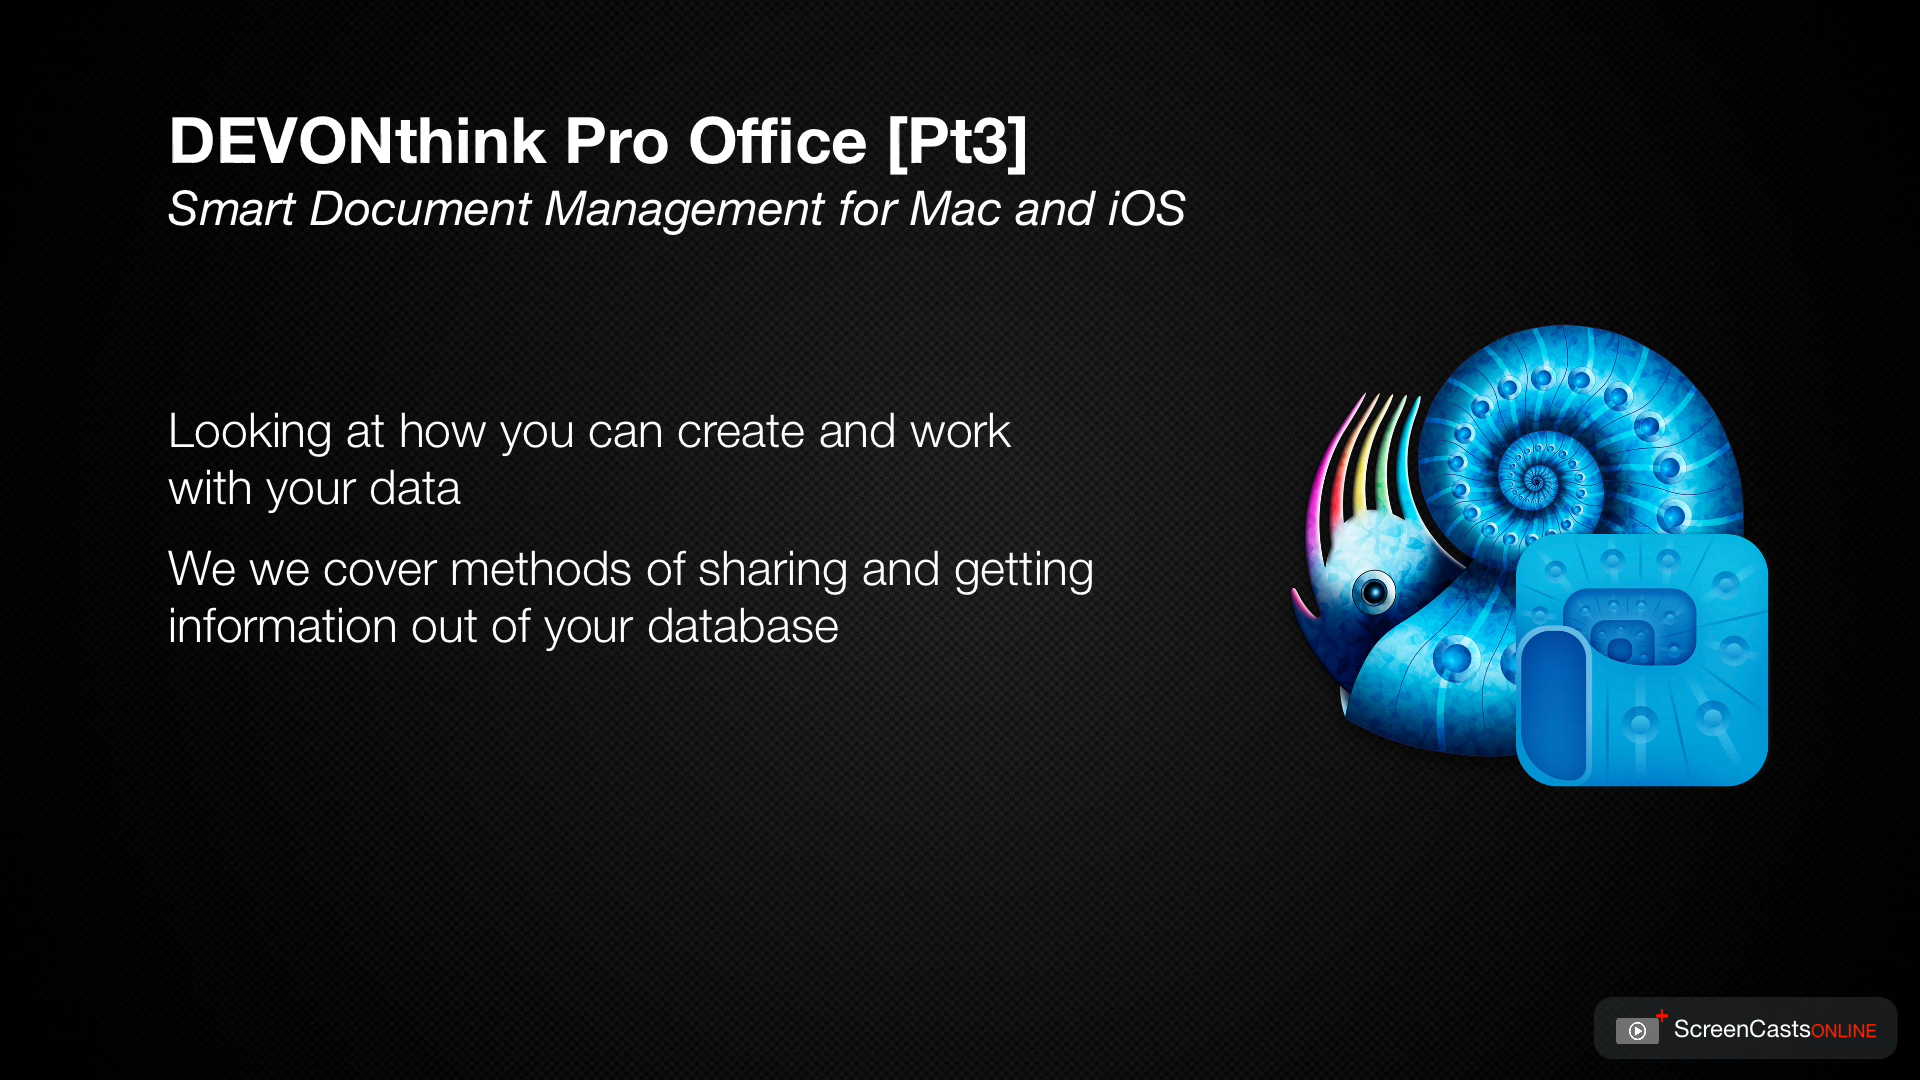 DEVONthink Pro Office [Pt3]
Smart Document Management for Mac and iOS
Looking at how you can create and work
with your data
We we cover methods of sharing and getting
information out of your database
ScreenCastsONLINE